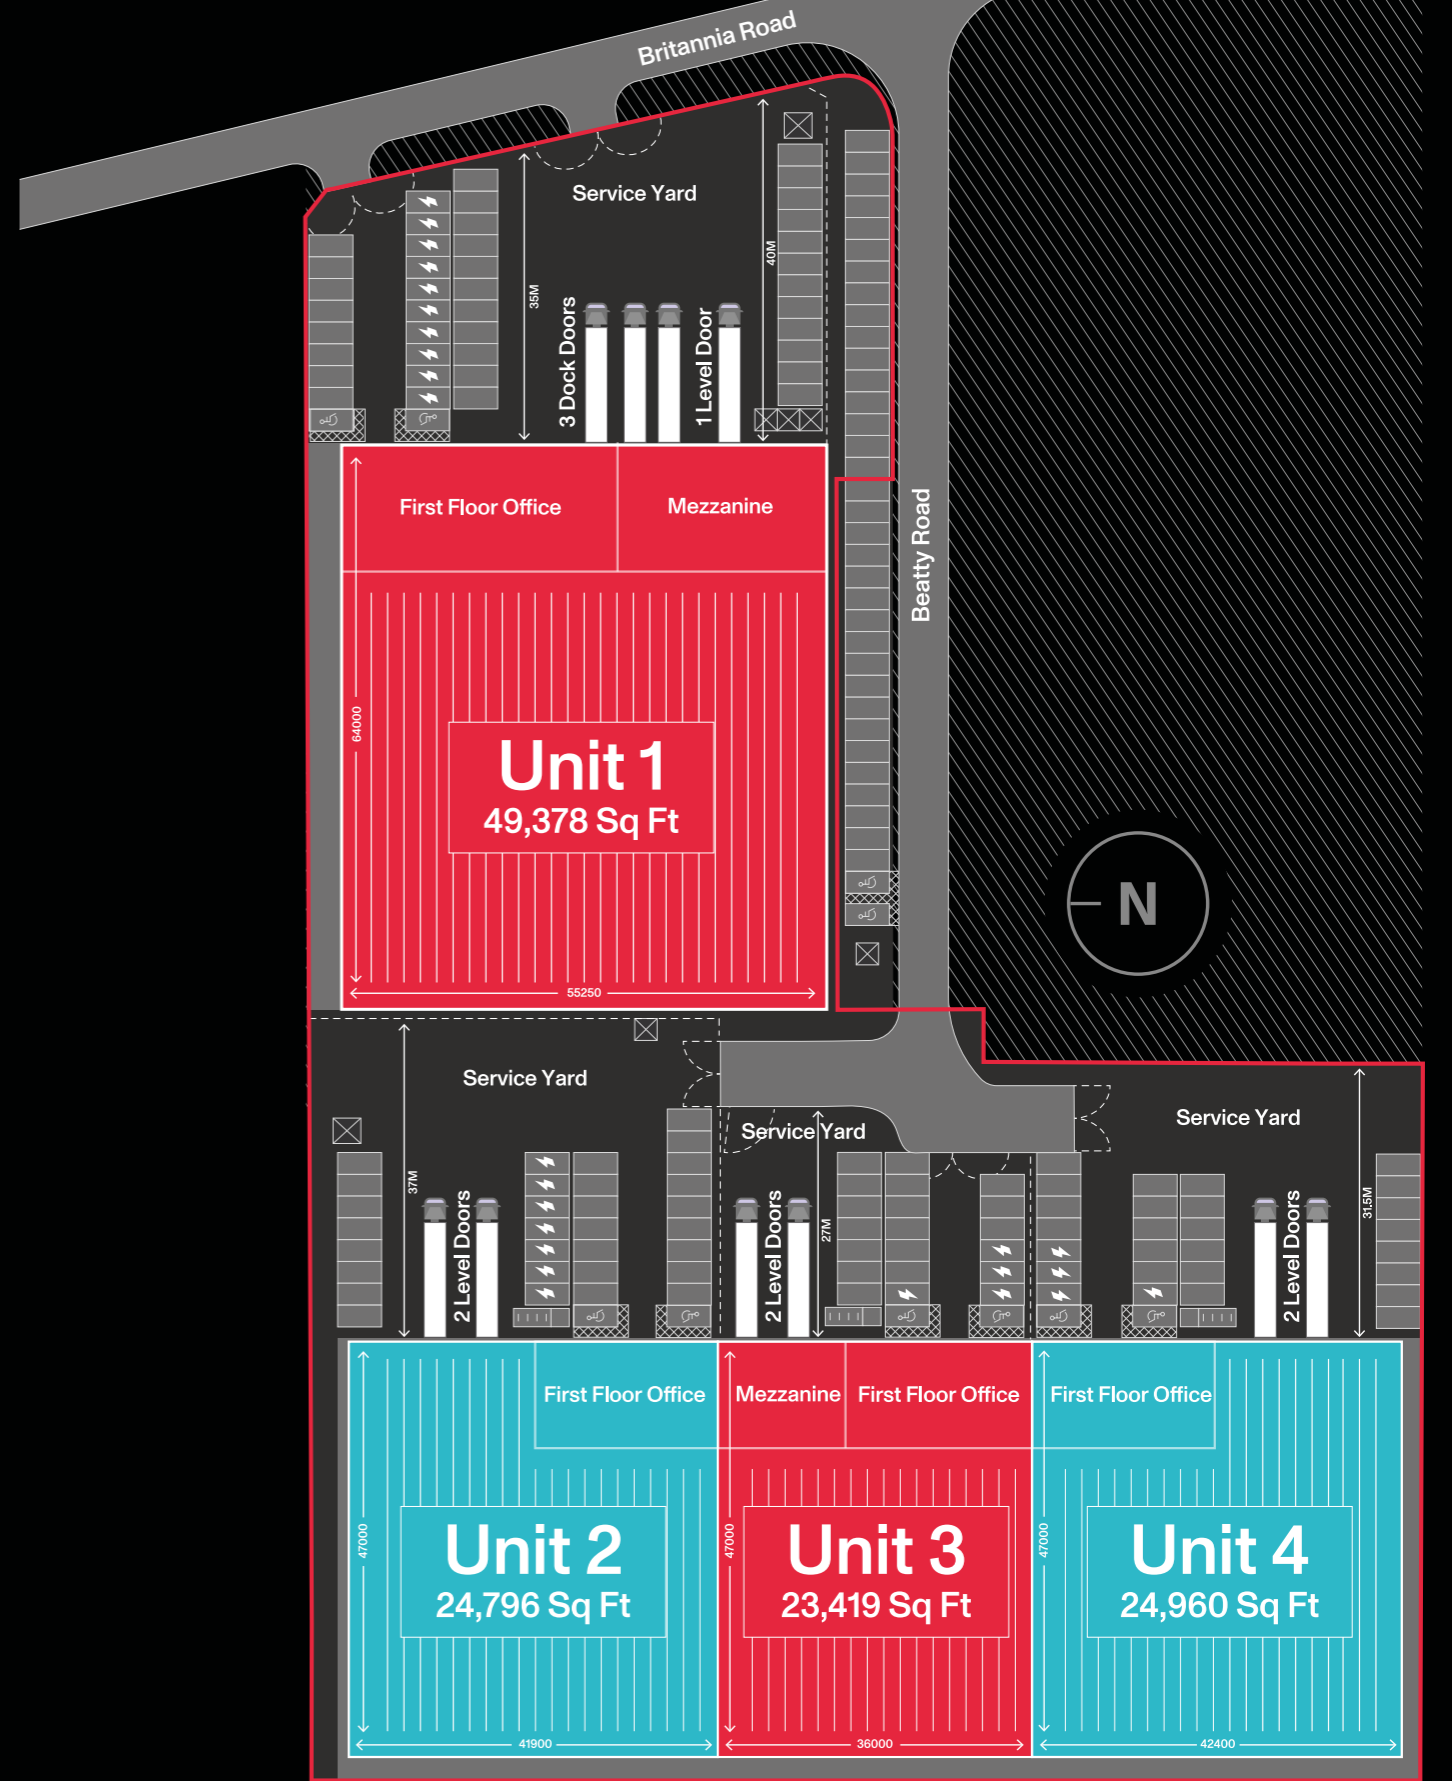 Britannia Road
Service Yard
35M
40M
3 Dock Doors
1 Level Door
First Floor Office
Mezzanine
Beatty Road
64000
Unit 1
49,378 Sq Ft
55250
N
Service Yard
37M
2 Level Doors
Service Yard
27M
2 Level Doors
Service Yard
31.5M
2 Level Doors
First Floor Office
Mezzanine
First Floor Office
First Floor Office
47000
Unit 2
24,796 Sq Ft
41900
47000
Unit 3
23,419 Sq Ft
36000
47000
Unit 4
24,960 Sq Ft
42400